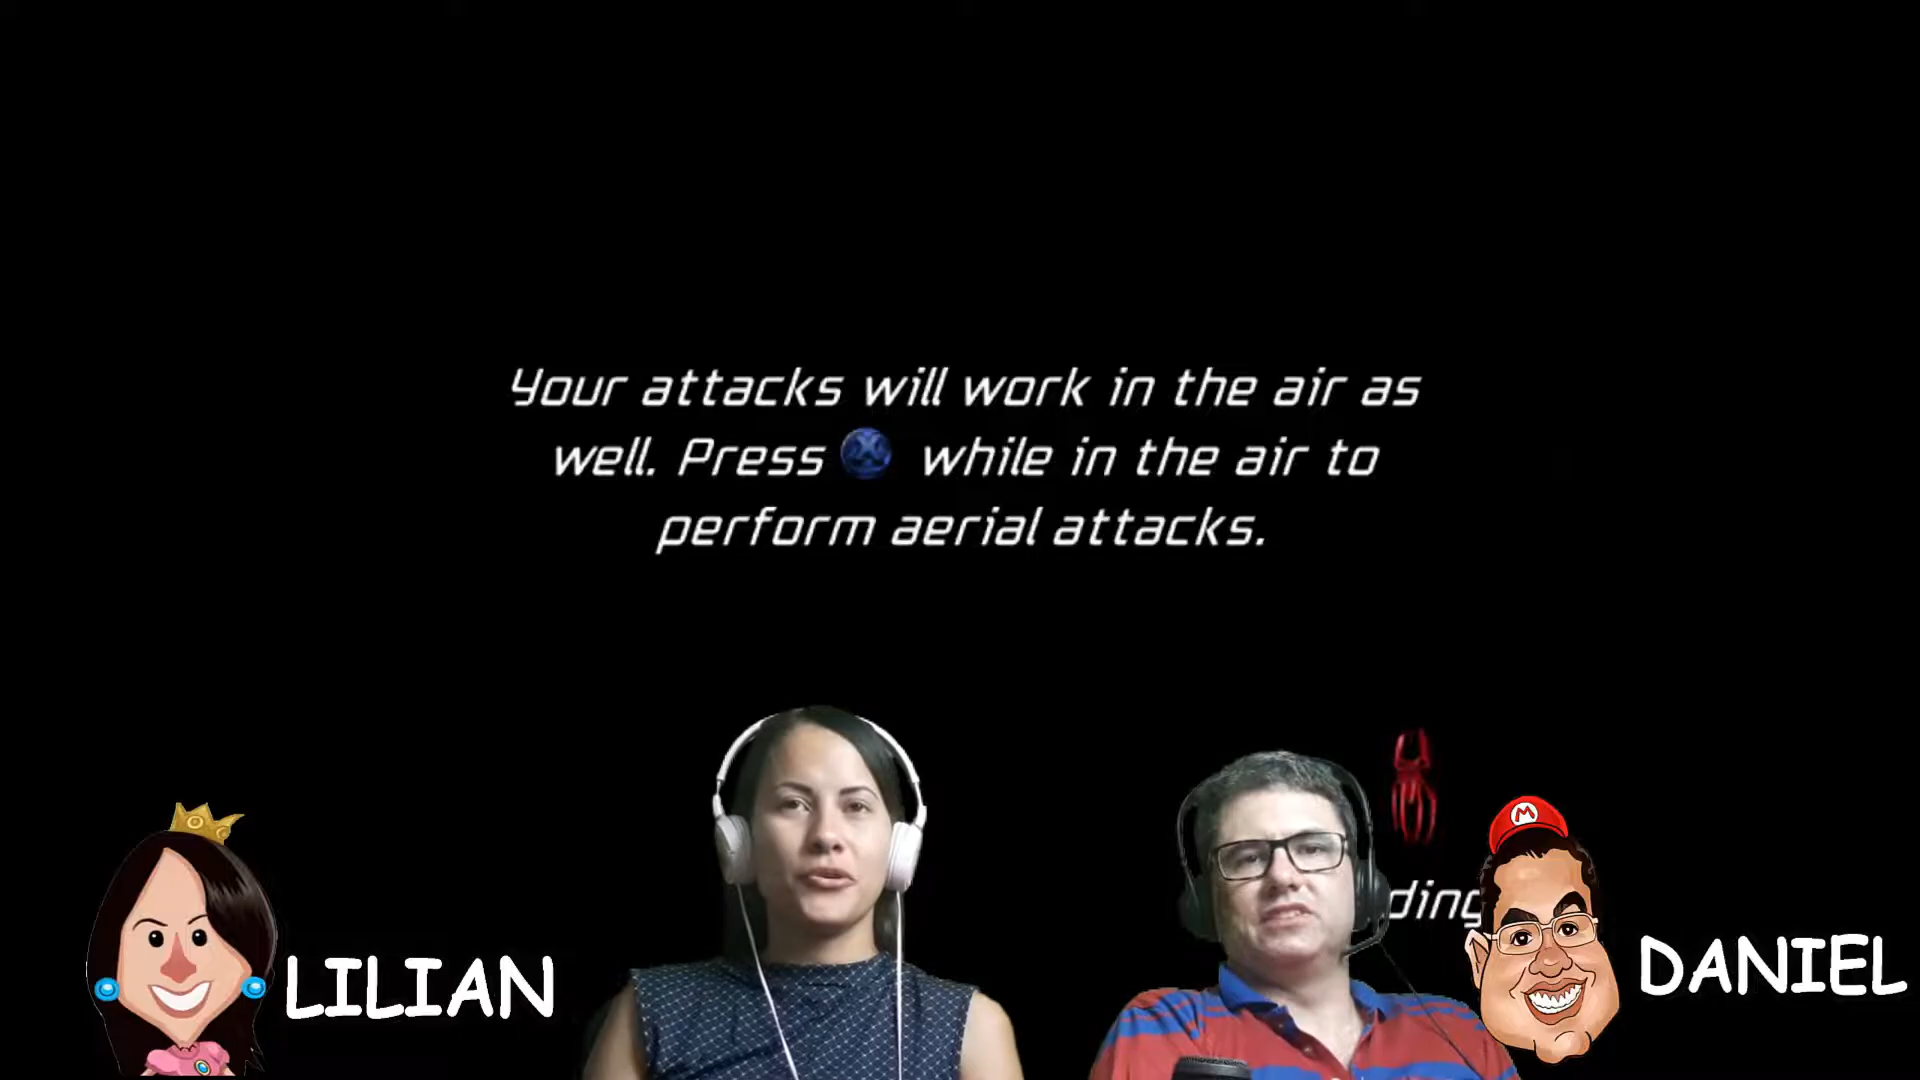 Your attacks will work in the air as
well. Press X while in the air to
perform aerial attacks.
ding
LILIAN
M
DANIEL